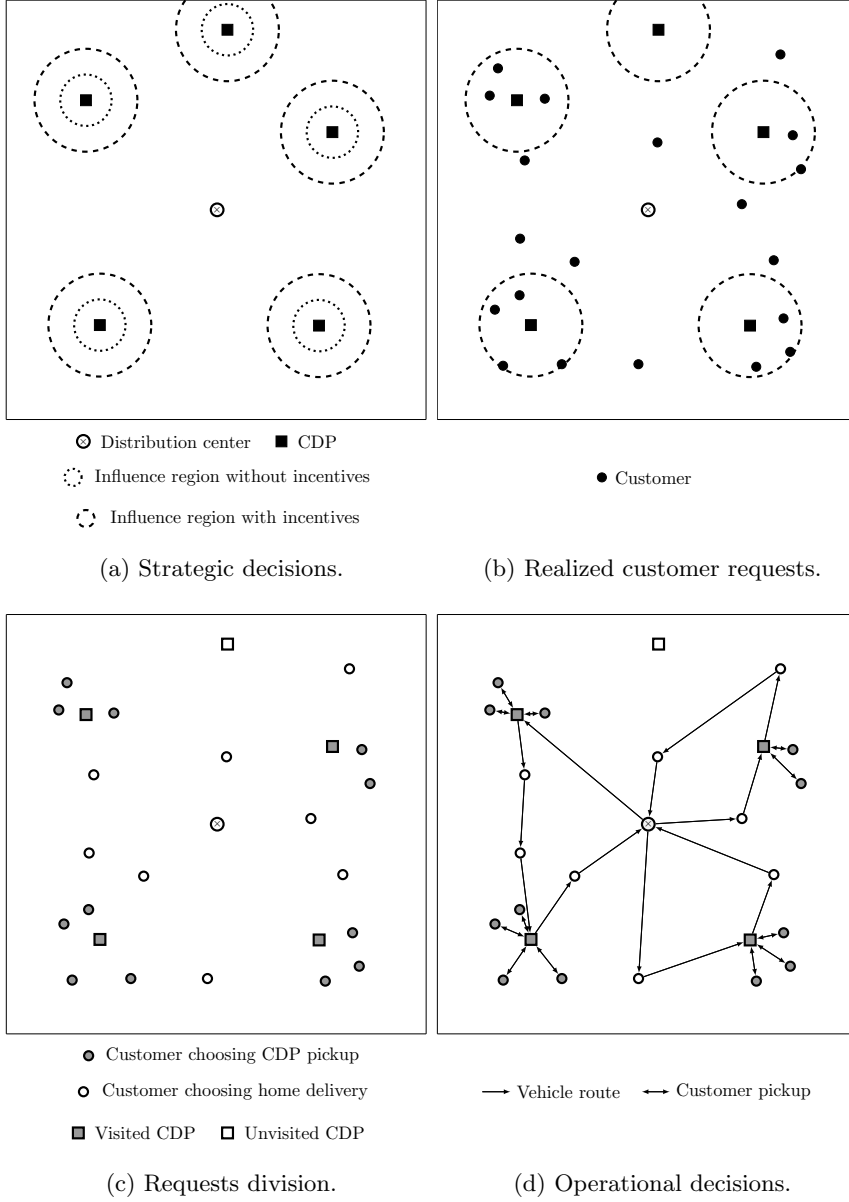 Distribution center CDP
Influence region without incentives
Influence region with incentives
Customer
(a) Strategic decisions.
(b) Realized customer requests.
Customer choosing CDP pickup
Customer choosing home delivery
Visited CDP Unvisited CDP
Vehicle route Customer pickup
(c) Requests division.
(d) Operational decisions.